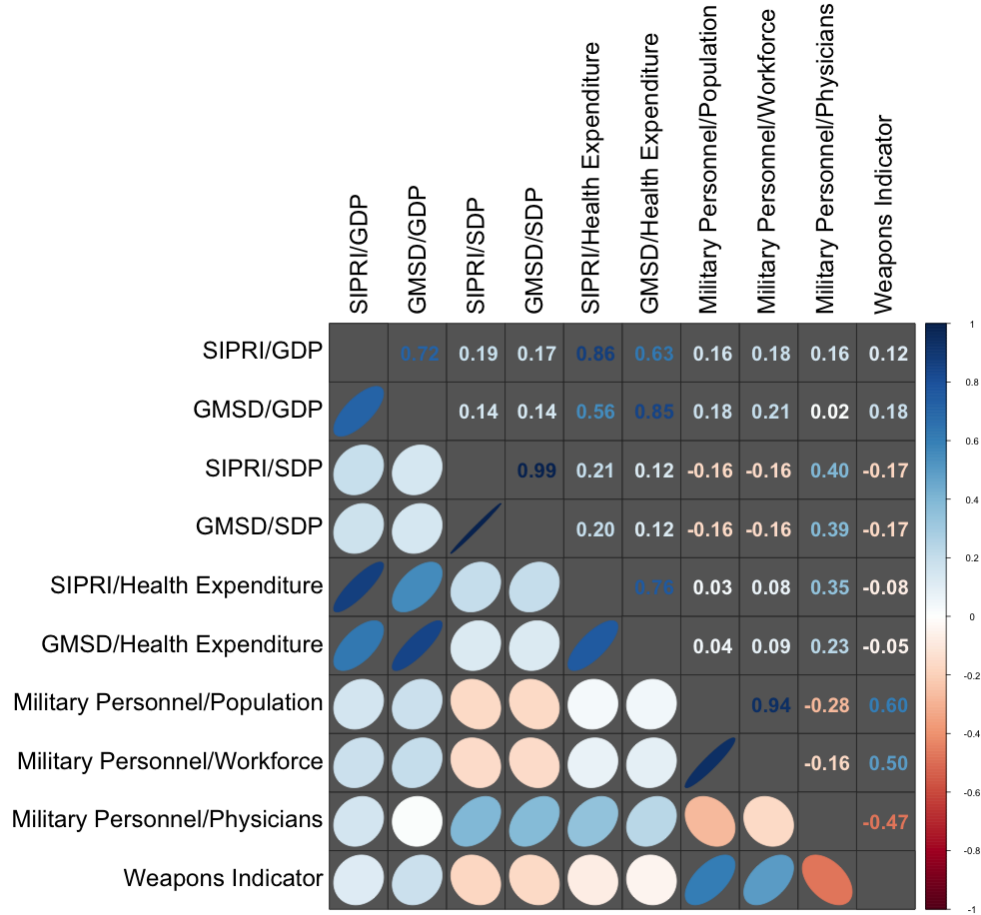 SIPRI/GDP
GMSD/GDP
SIPRI/SDP
GMSD/SDP
SIPRI/Health Expenditure
GMSD/Health Expenditure
Military Personnel/Population
Military Personnel/Workforce
Military Personnel/Physicians
Weapons Indicator
SIPRI/GDP 0.72 0.19 0.17 0.86 0.63 0.16 0.18 0.16 0.12
GMSD/GDP 0.14 0.14 0.56 0.85 0.18 0.21 0.02 0.18
SIPRI/SDP 0.99 0.21 0.12 -0.16 -0.16 0.40 -0.17
GMSD/SDP 0.20 0.12 -0.16 -0.16 0.39 -0.17
SIPRI/Health Expenditure 0.76 0.03 0.08 0.35 -0.08
GMSD/Health Expenditure 0.04 0.09 0.23 -0.05
Military Personnel/Population 0.94 -0.28 0.60
Military Personnel/Workforce -0.16 0.50
Military Personnel/Physicians -0.47
Weapons Indicator
1
0.8
0.6
0.4
0.2
0
-0.2
-0.4
-0.6
-0.8
-1